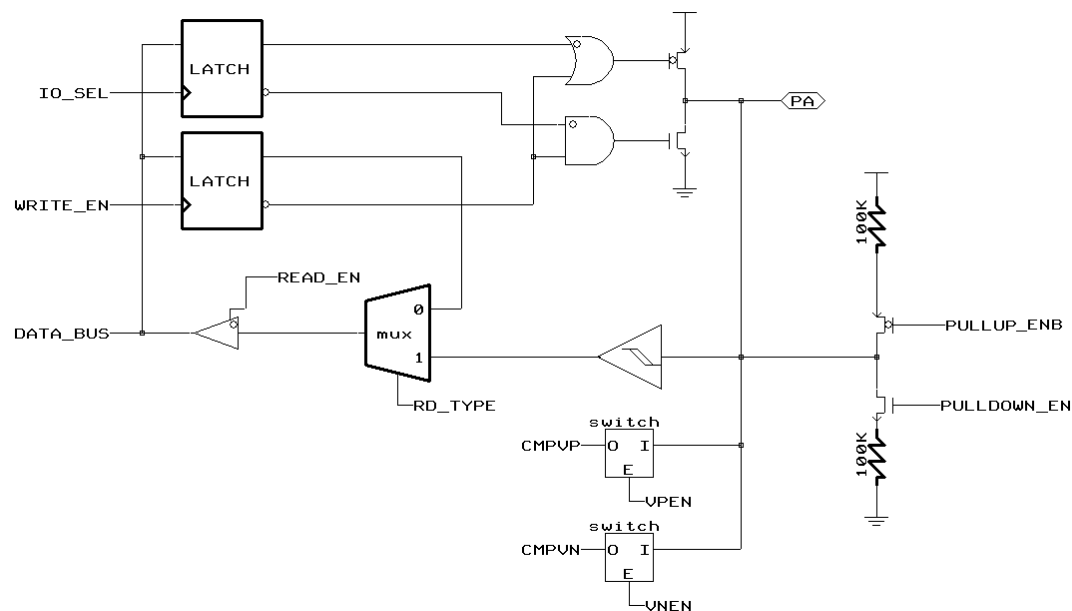 LATCH
IO_SEL
PA
LATCH
WRITE_EN
100K
READ_EN
0
DATA_BUS
mux
PULLUP_ENB
1
RD_TYPE
PULLDOWN_EN
switch
CMPVP
O I
100K
E
VPEN
switch
CMPVN
O I
E
VNEN